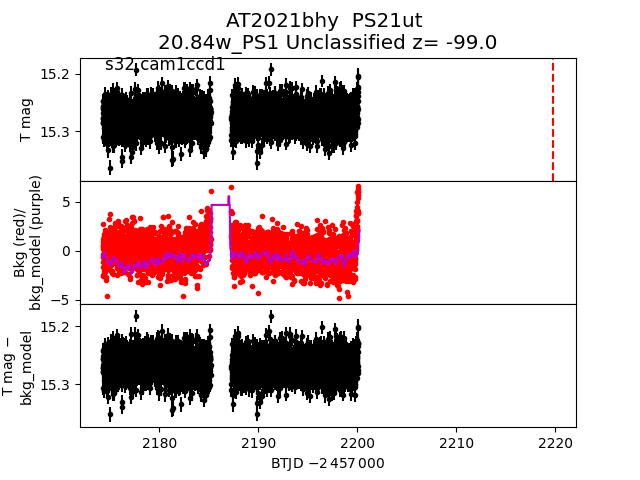 AT2021bhy  PS21ut
20.84w_PS1 Unclassified z= -99.0
s32 cam1ccd1
15.2
15.3
T mag
5
0
−5
Bkg (red)/
bkg_model (purple)
15.2
15.3
T mag −
bkg_model
2180
2190
2200
2210
2220
BTJD −2 457 000